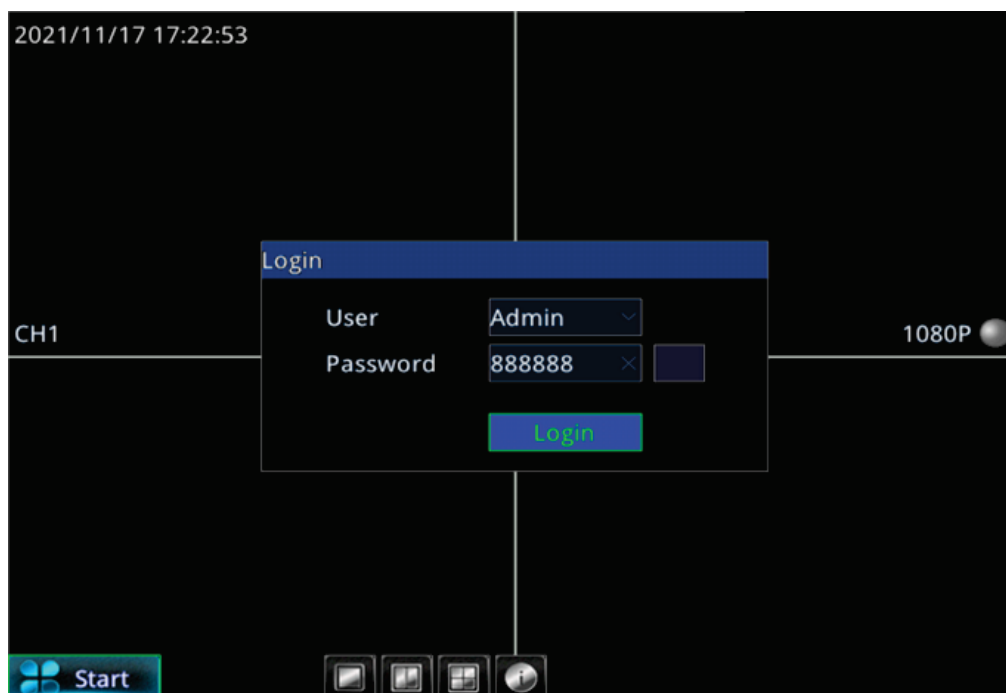 2021/11/17 17:22:53
Login
User Admin
CH1 1080P
Password 888888
Login
Start